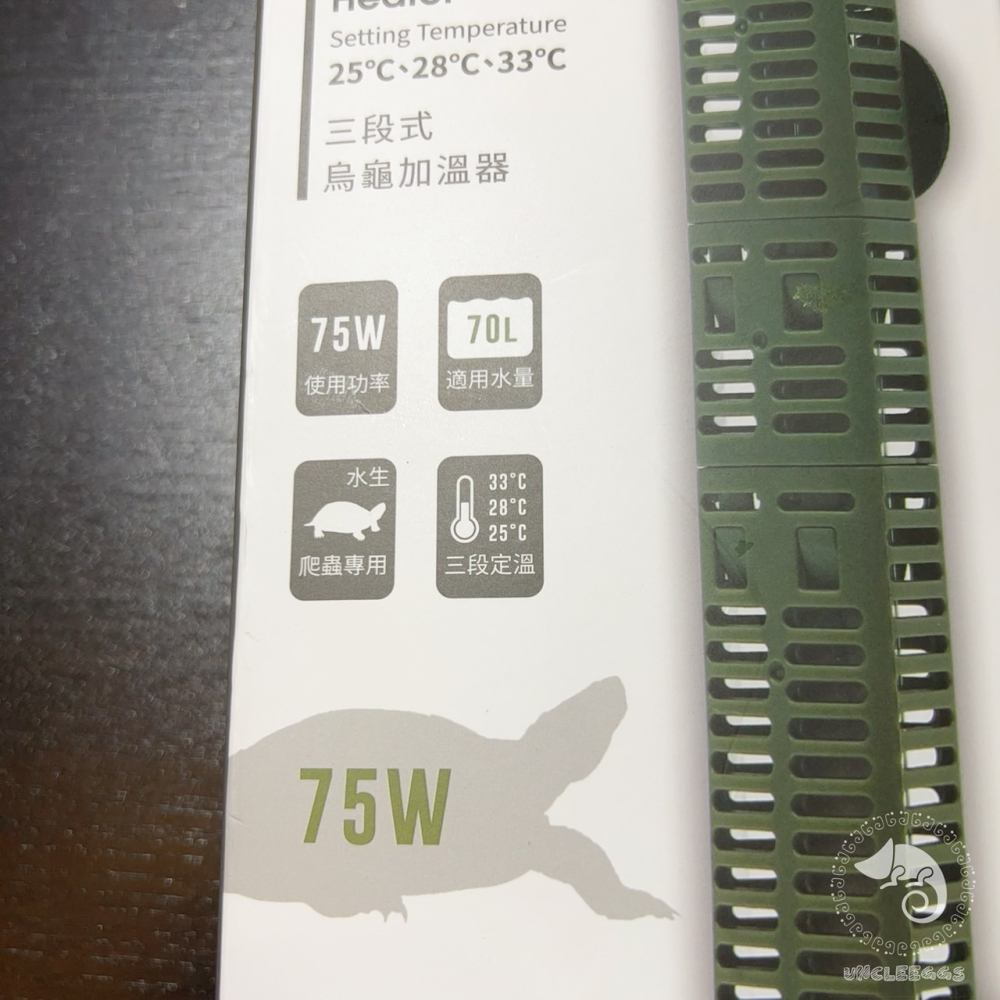 Heater
Setting Temperature
25°C、28°C、33°C
三段式
烏龜加溫器
75W
使用功率
70L
適用水量
水生
爬蟲專用
33°C
28°C
25°C
三段定溫
75W
UNCLEEGGS